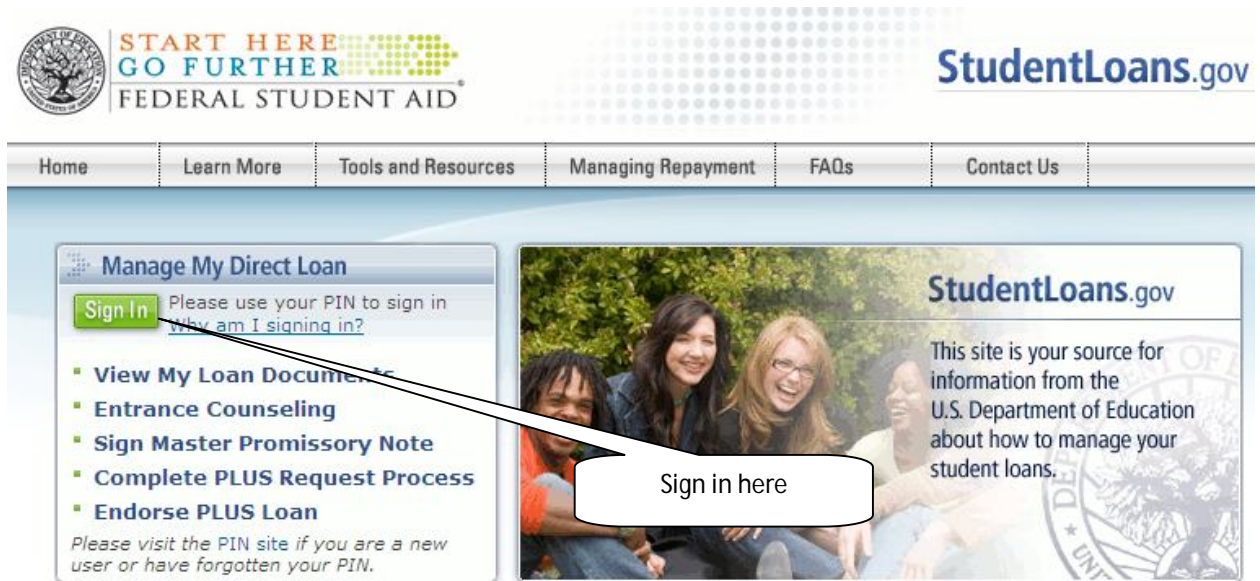 START HERE
GO FURTHER
FEDERAL STUDENT AID®
StudentLoans.gov
Home
Learn More
Tools and Resources
Managing Repayment
FAQs
Contact Us
Manage My Direct Loan
Sign In
Please use your PIN to sign in
Why am I signing in?
View My Loan Documents
Entrance Counseling
Sign Master Promissory Note
Complete PLUS Request Process
Endorse PLUS Loan
Please visit the PIN site if you are a new
user or have forgotten your PIN.
Sign in here
StudentLoans.gov
This site is your source for
information from the
U.S. Department of Education
about how to manage your
student loans.